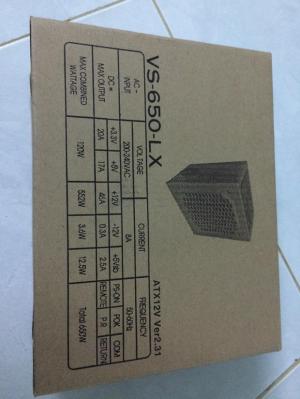 VS-650-LX
ATX12V Ver2.31
AC~ INPUT VOLTAGE CURRENT FREQUENCY
200-240VAC 8A 50-60Hz
DC= MAX OUTPUT +3.3V +5V +12V -12V +5VSB PS-ON POK COM
20A 17A 46A 0.3A 2.5A REMOTE P.R RETURN
MAX COMBINED WATTAGE 120W 552W 3.6W 12.5W Total 650W